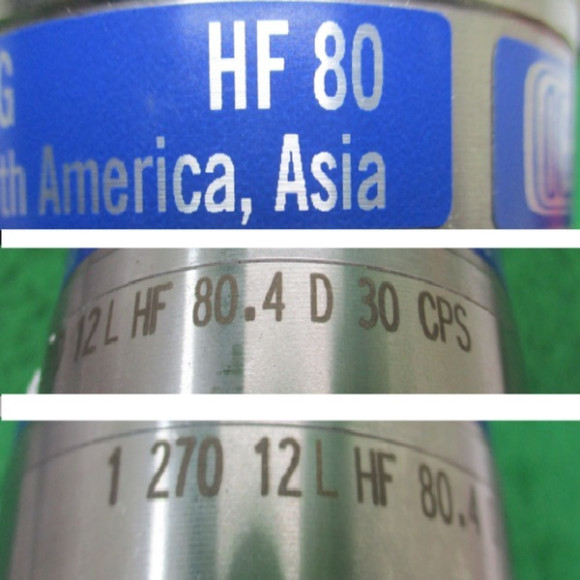 G HF 80
th America, Asia
12 L HF 80.4 D 30 CPS
1 270 12 L HF 80.4